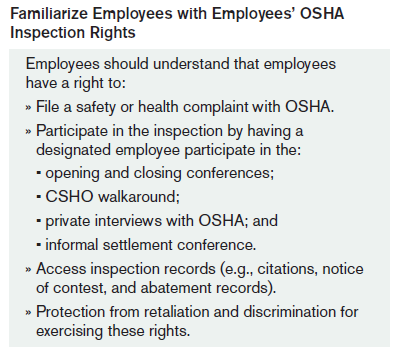 Familiarize Employees with Employees' OSHA
Inspection Rights
Employees should understand that employees
have a right to:
» File a safety or health complaint with OSHA.
» Participate in the inspection by having a
designated employee participate in the:
▪ opening and closing conferences;
▪ CSHO walkaround;
▪ private interviews with OSHA; and
▪ informal settlement conference.
» Access inspection records (e.g., citations, notice
of contest, and abatement records).
» Protection from retaliation and discrimination for
exercising these rights.